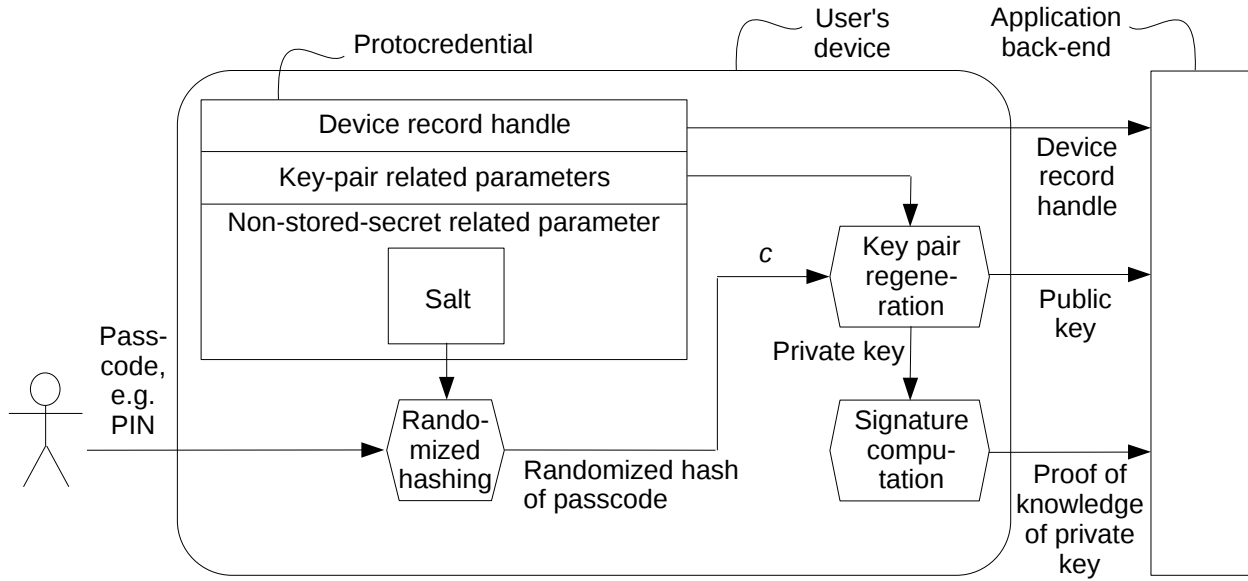 User's
device
Application
back-end
Protocredential
Device record handle
Key-pair related parameters
Non-stored-secret related parameter
Salt
Device
record
handle
Key pair
regene-
ration
c
Public
key
Pass-
code,
e.g.
PIN
Private key
Rando-
mized
hashing
Randomized hash
of passcode
Signature
compu-
tation
Proof of
knowledge
of private
key